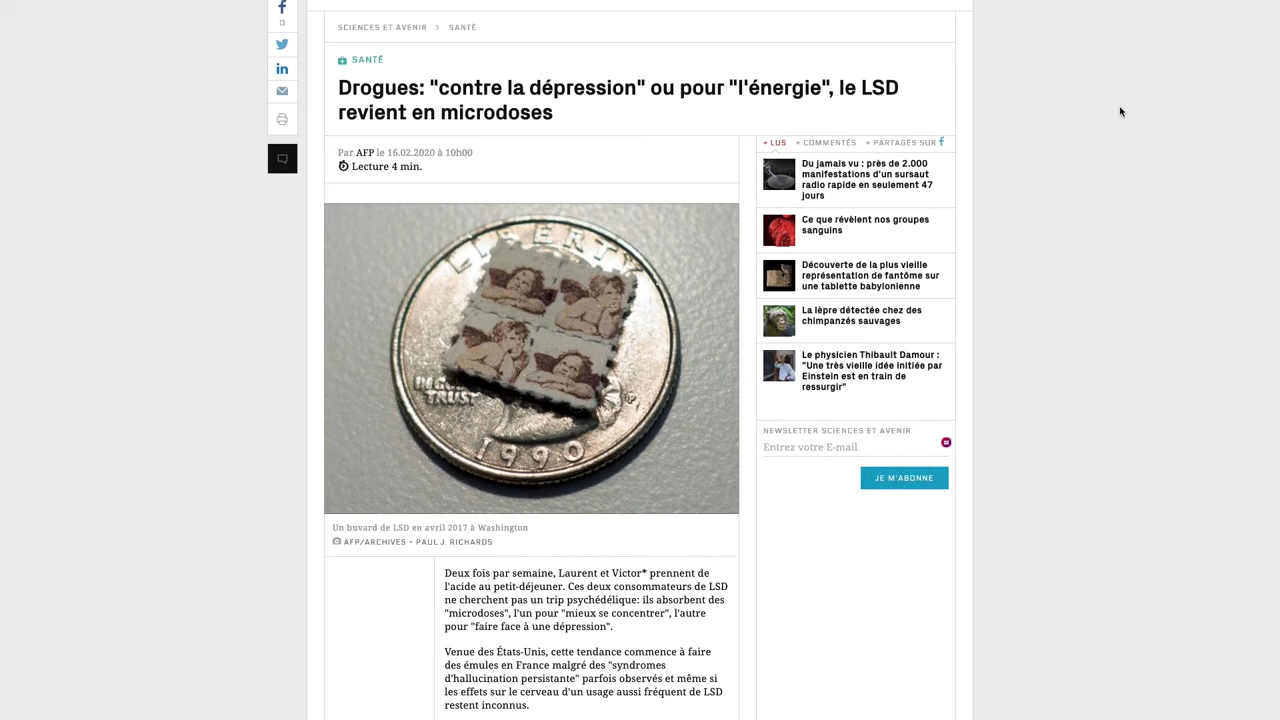 SCIENCES ET AVENIR > SANTÉ
SANTÉ
Drogues: "contre la dépression" ou pour "l'énergie", le LSD
revient en microdoses
Par AFP le 16.02.2020 à 10h00
Lecture 4 min.
+ LUS + COMMENTÉS + PARTAGÉS SUR
Du jamais vu : près de 2.000
manifestations d'un sursaut
radio rapide en seulement 47
jours
Ce que révèlent nos groupes
sanguins
Découverte de la plus vieille
représentation de fantôme sur
une tablette babylonienne
La lèpre détectée chez des
chimpanzés sauvages
Le physicien Thibault Damour :
"Une très vieille idée initiée par
Einstein est en train de
ressurgir"
NEWSLETTER SCIENCES ET AVENIR
Entrez votre E-mail
JE M'ABONNE
LIBERTY
TRUST
P
1990
Un buvard de LSD en avril 2017 à Washington
AFP/ARCHIVES - PAUL J. RICHARDS
Deux fois par semaine, Laurent et Victor* prennent de
l'acide au petit-déjeuner. Ces deux consommateurs de LSD
ne cherchent pas un trip psychédélique: ils absorbent des
"microdoses", l'un pour "mieux se concentrer", l'autre
pour "faire face à une dépression".
Venue des États-Unis, cette tendance commence à faire
des émules en France malgré des "syndromes
d'hallucination persistante" parfois observés et même si
les effets sur le cerveau d'un usage aussi fréquent de LSD
restent inconnus.